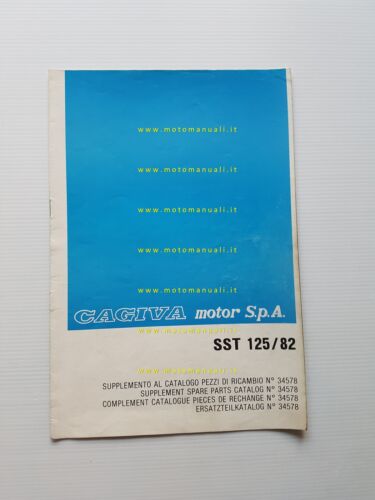 www.motomanuali.it
www.motomanuali.it
www.motomanuali.it
www.motomanuali.it
www.motomanuali.it
CAGIVA motor S.p.A.
www.motomanuali.it
SST 125/82
SUPPLEMENTO AL CATALOGO PEZZI DI RICAMBIO N° 34578
SUPPLEMENT SPARE PARTS CATALOG N° 34578
COMPLEMENT CATALOGUE PIECES DE RECHANGE N° 34578
www.motomanuali.it
ERSATZTEILKATALOG N° 34578